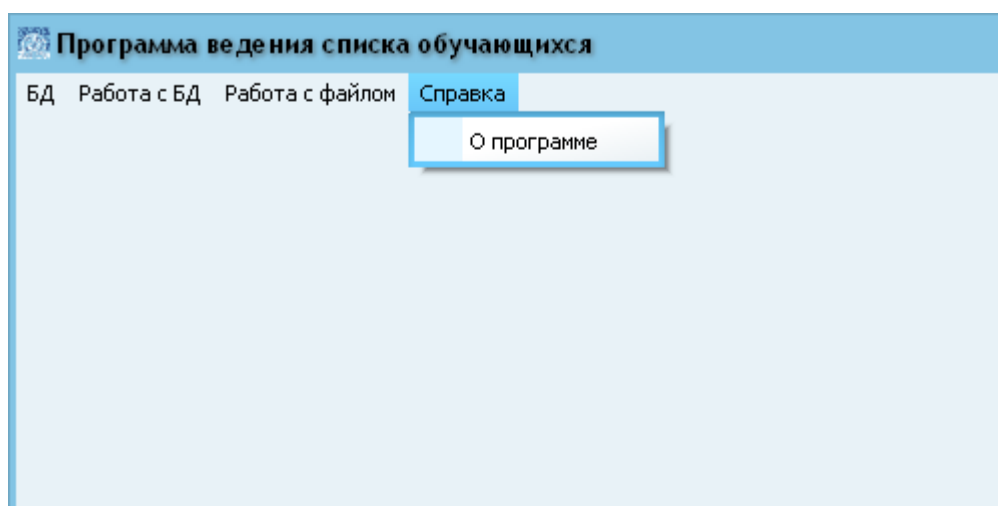 Программа ведения списка обучающихся
БД Работа с БД Работа с файлом Справка
О программе